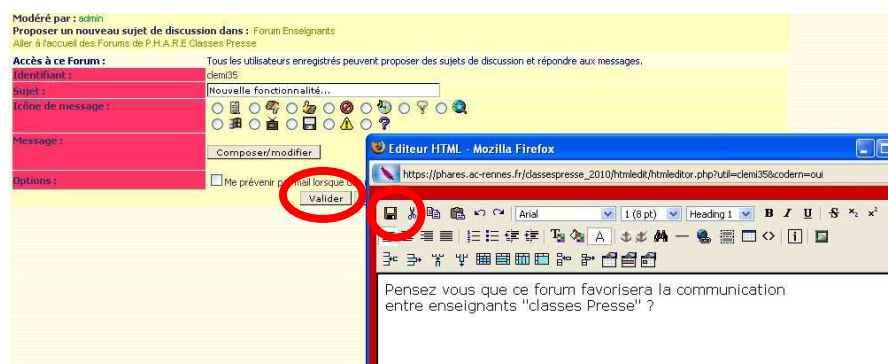 Modéré par : admin
Proposer un nouveau sujet de discussion dans : Forum Enseignants
Aller à l'accueil des Forums de P.H.A.R.E Classes Presse
Accès à ce Forum : Tous les utilisateurs enregistrés peuvent proposer des sujets de discussion et répondre aux messages.
Identifiant : clemi35
Sujet : Nouvelle fonctionnalité...
Icône de message :
Message :
Composer/modifier
Options : Me prévenir par mail lorsque
Valider
Editeur HTML - Mozilla Firefox
https://phares.ac-rennes.fr/classespresse_2010/htmledit/htmleditor.php?util=clemi35&codern=oui
Arial 1 (8 pt) Heading 1 B I U S x₂ x²
Pensez vous que ce forum favorisera la communication
entre enseignants "classes Presse" ?